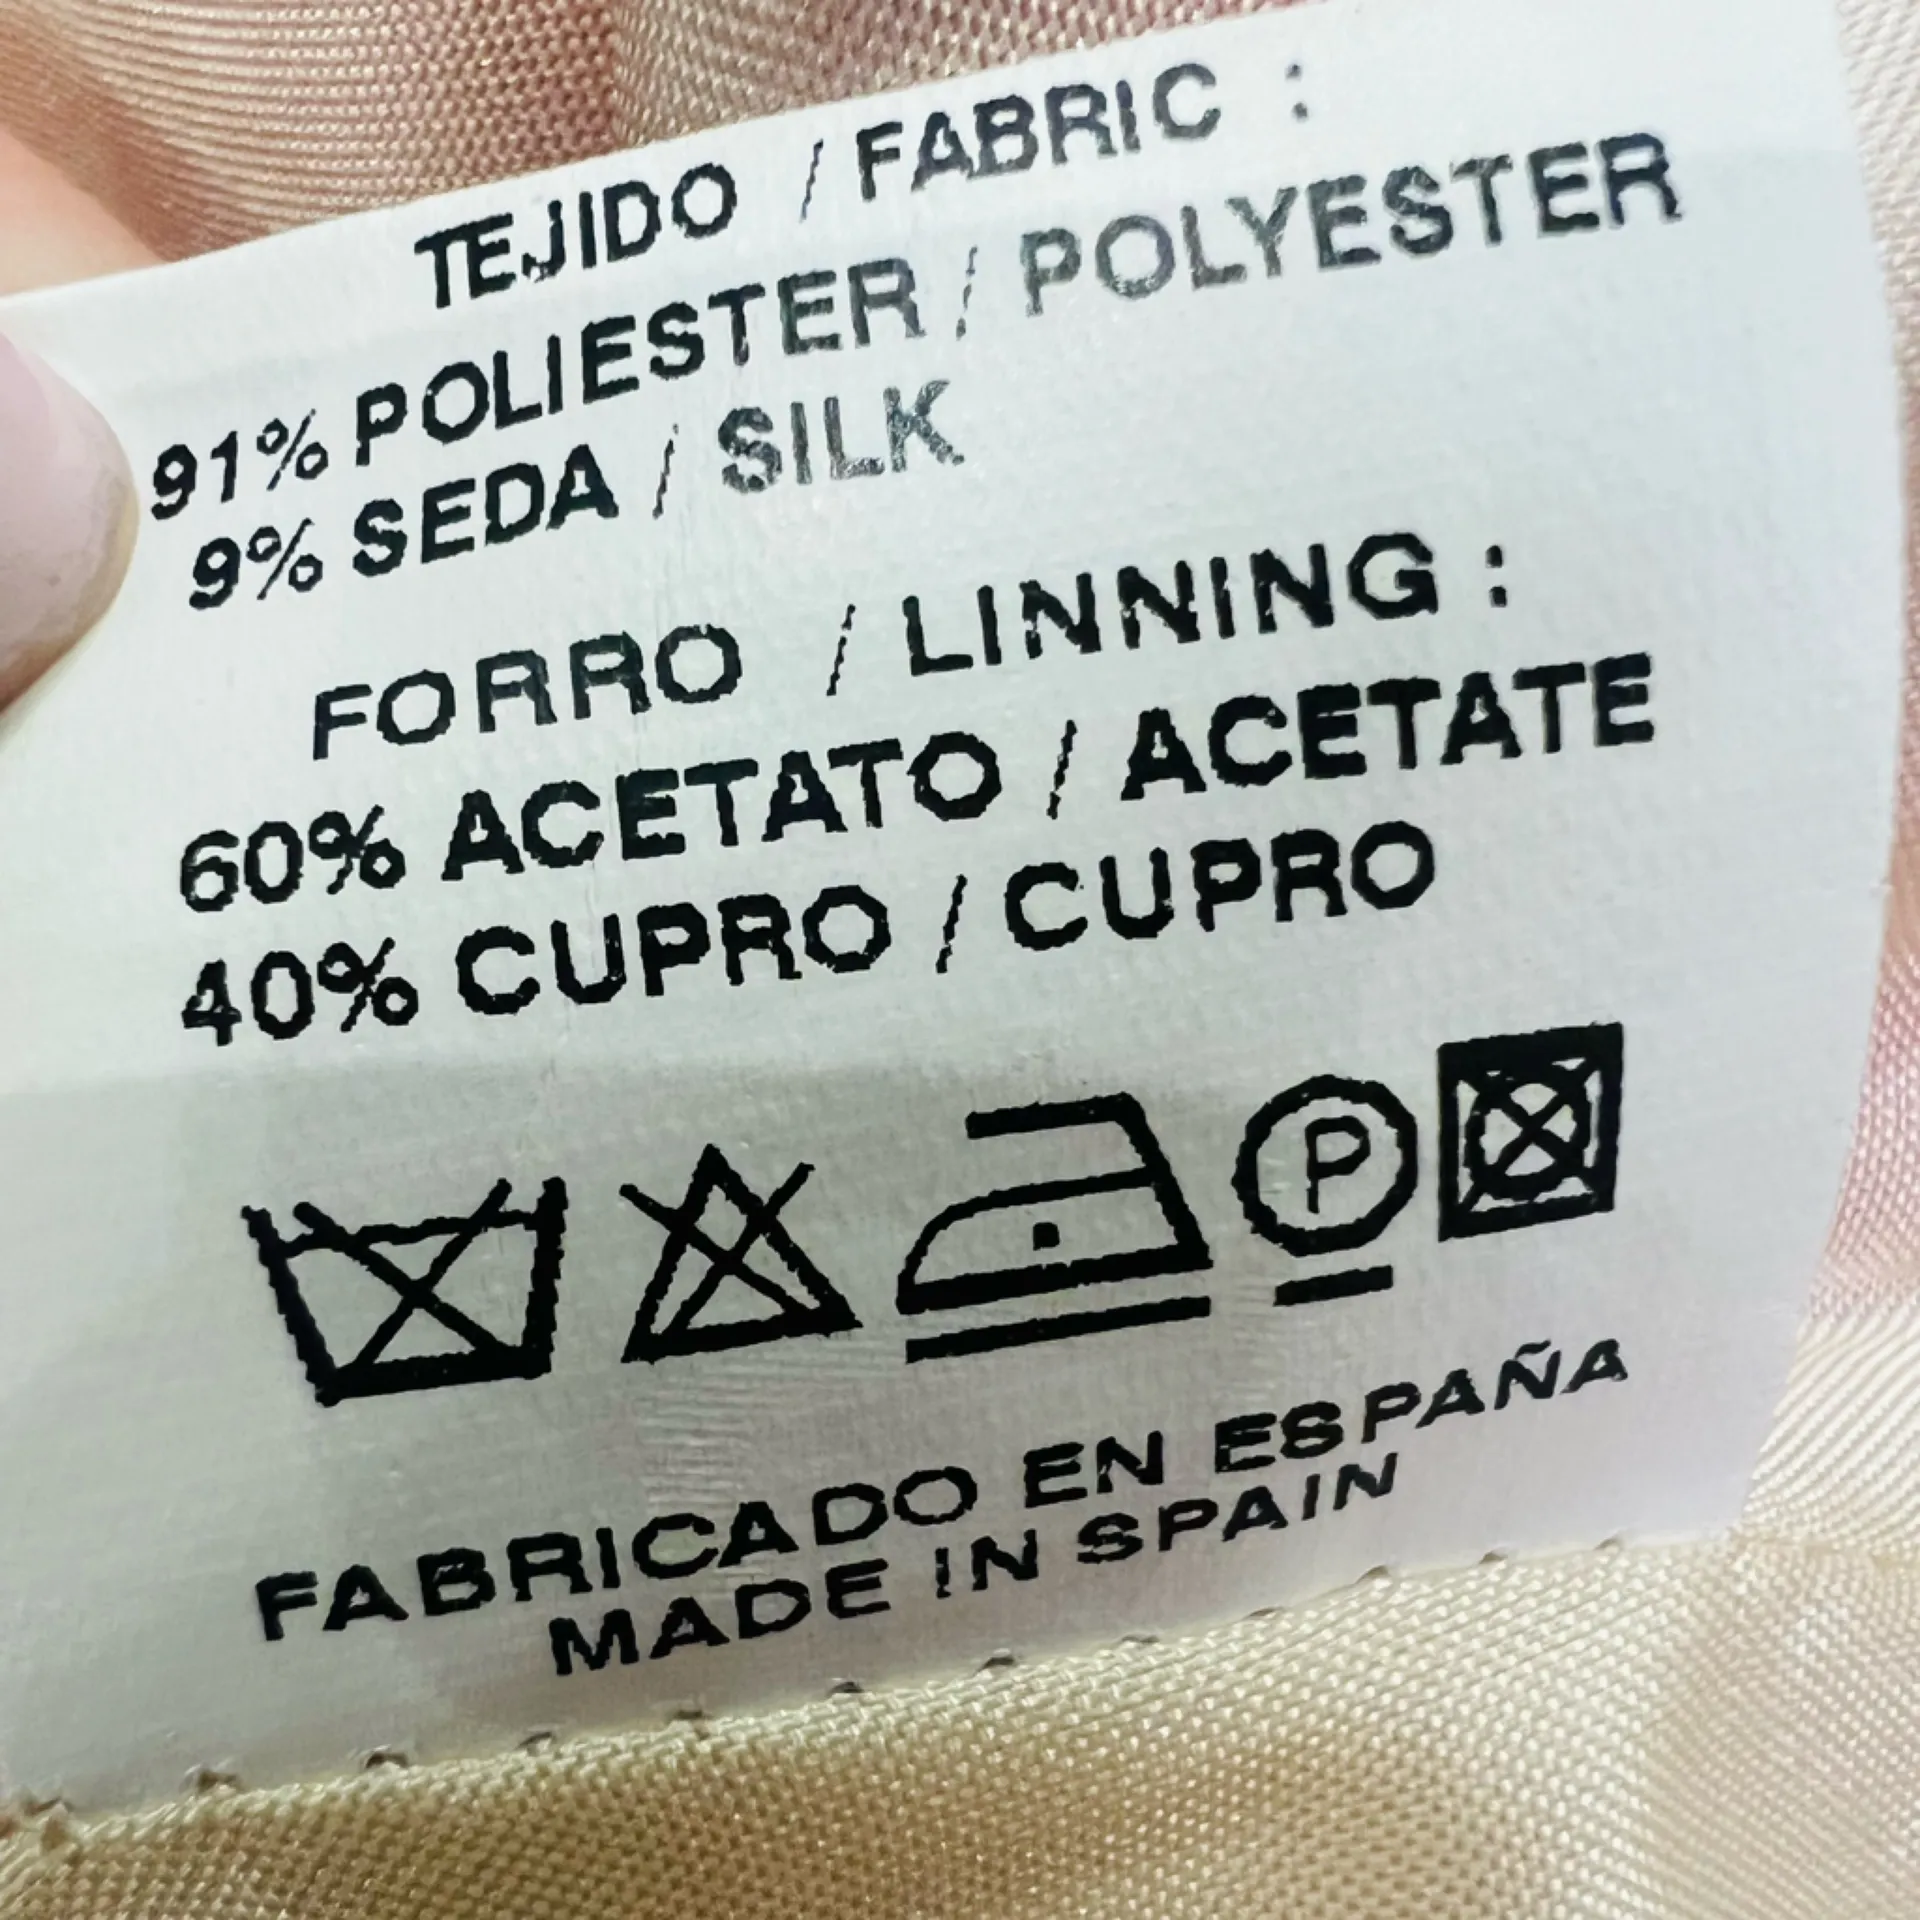 TEJIDO / FABRIC :
91% POLIESTER / POLYESTER
9% SEDA / SILK
FORRO / LINNING :
60% ACETATO / ACETATE
40% CUPRO / CUPRO
P
FABRICADO EN ESPAÑA
MADE IN SPAIN